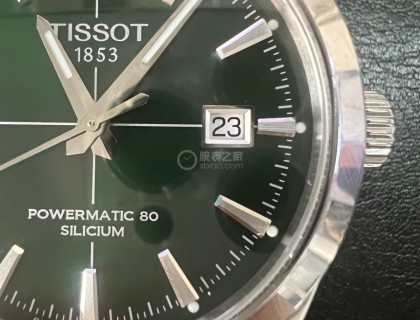 TISSOT
1853
23
腕表之家
xbiao.com
POWERMATIC 80
SILICIUM